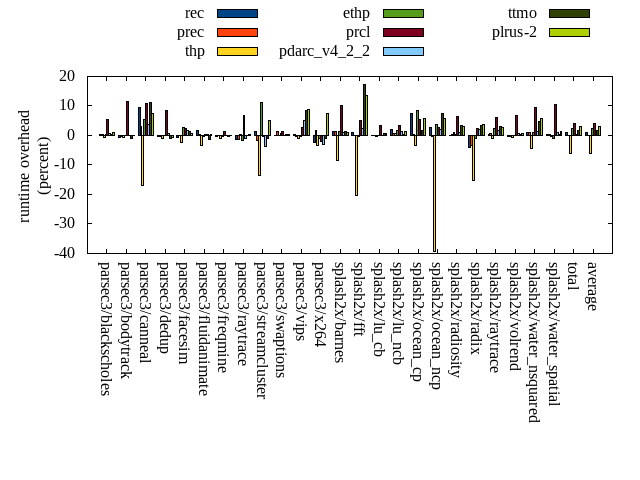 rec ethp ttmo
prec prcl plrus-2
thp pdarc_v4_2_2
20
10
0
-10
-20
-30
-40
runtime overhead
(percent)
parsec3/blackscholes
parsec3/bodytrack
parsec3/canneal
parsec3/dedup
parsec3/facesim
parsec3/fluidanimate
parsec3/freqmine
parsec3/raytrace
parsec3/streamcluster
parsec3/swaptions
parsec3/vips
parsec3/x264
splash2x/barnes
splash2x/fft
splash2x/lu_cb
splash2x/lu_ncb
splash2x/ocean_cp
splash2x/ocean_ncp
splash2x/radiosity
splash2x/radix
splash2x/raytrace
splash2x/volrend
splash2x/water_nsquared
splash2x/water_spatial
total
average